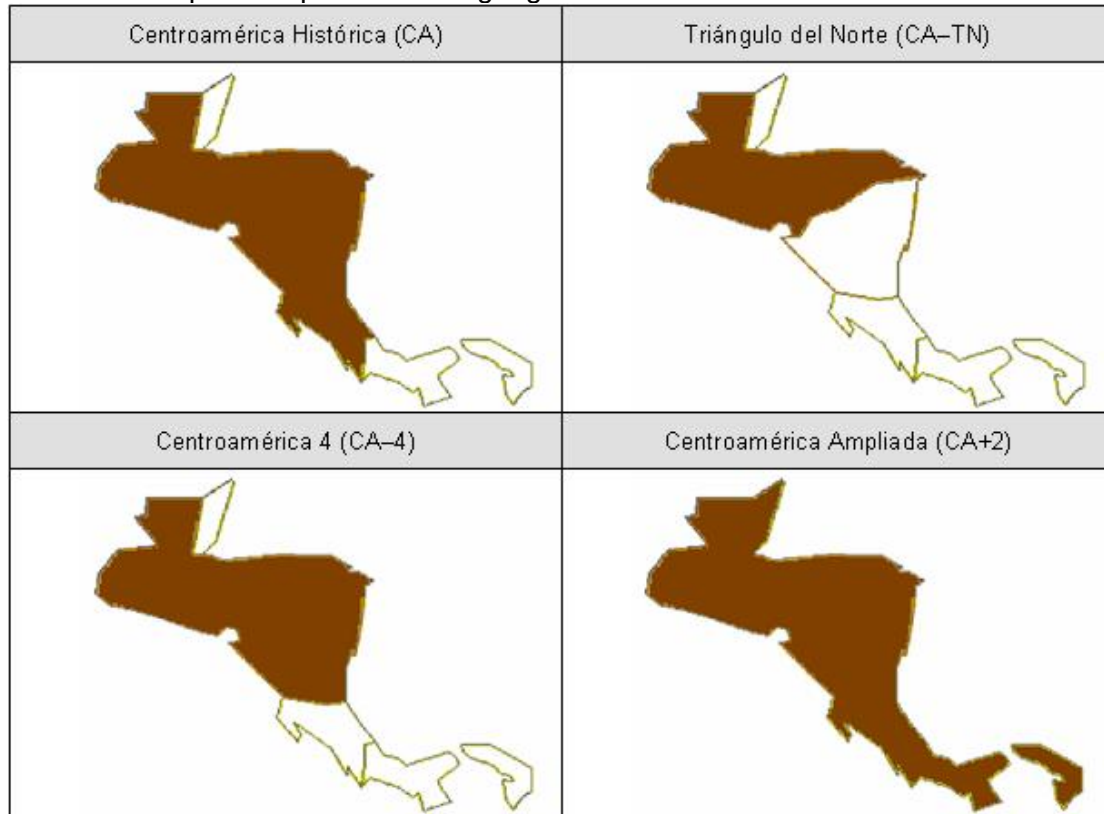 Centroamérica Histórica (CA)
Triángulo del Norte (CA–TN)
Centroamérica 4 (CA–4)
Centroamérica Ampliada (CA+2)